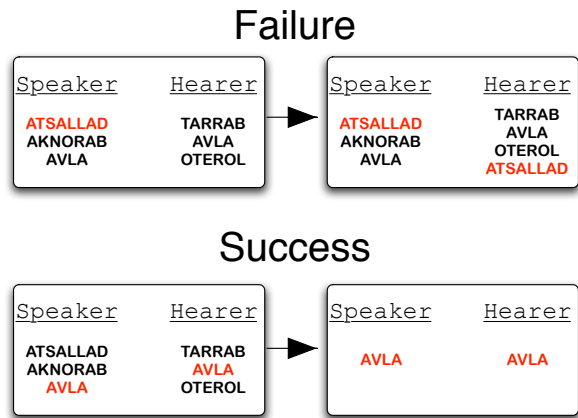 Failure
Speaker Hearer
ATSALLAD TARRAB
AKNORAB AVLA
AVLA OTEROL
Speaker Hearer
ATSALLAD TARRAB
AKNORAB AVLA
AVLA OTEROL
ATSALLAD
Success
Speaker Hearer
ATSALLAD TARRAB
AKNORAB AVLA
AVLA OTEROL
Speaker Hearer
AVLA AVLA